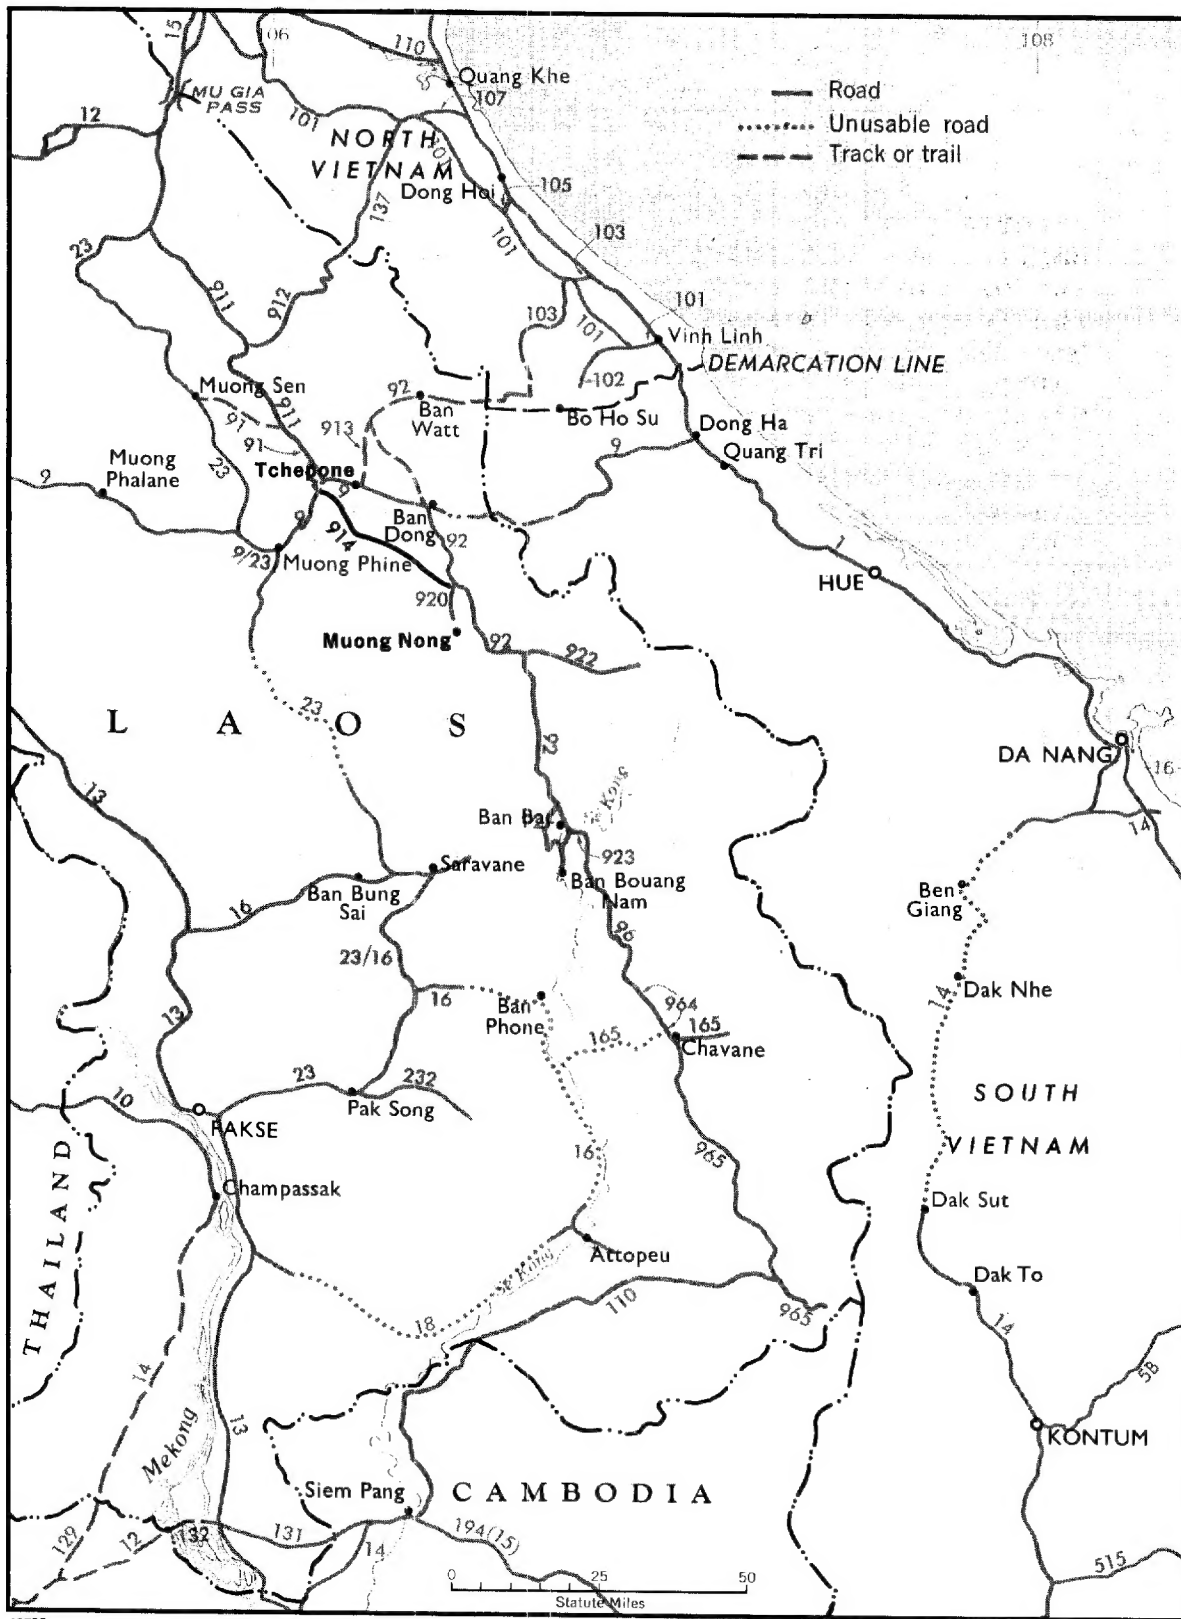 15
106
110
108
Quang Khe
107
MU GIA
PASS
12
101
NORTH
VIETNAM
101
Dong Hoi
105
137
Road
Unusable road
Track or trail
23
101
103
911
912
103
101
101
Vinh Linh
DEMARCATION LINE
102
Muong Sen
92
Ban
Watt
Bo Ho Su
911
91
913
91
9
Dong Ha
Quang Tri
Muong
Phalane
9
23
Tchepone
9
Ban
Dong
9
914
92
1
9/23
Muong Phine
HUE
920
Muong Nong
92
922
LAOS
23
92
DA NANG
16
13
Kong
Ban Bac
14
923
Saravane
Ban Bung
Sai
Ban Bouang
Nam
Ben
Giang
16
96
23/16
14
Dak Nhe
16
Ban
Phone
964
165
165
Chavane
13
SOUTH
VIETNAM
23
232
10
Pak Song
PAKSE
16
965
THAILAND
Champassak
Dak Sut
Attopeu
Kong
Dak To
110
965
18
14
14
5B
13
Mekong
KONTUM
Siem Pang
CAMBODIA
129
12
132
131
14
194(15)
515
0 25 50
Statute Miles